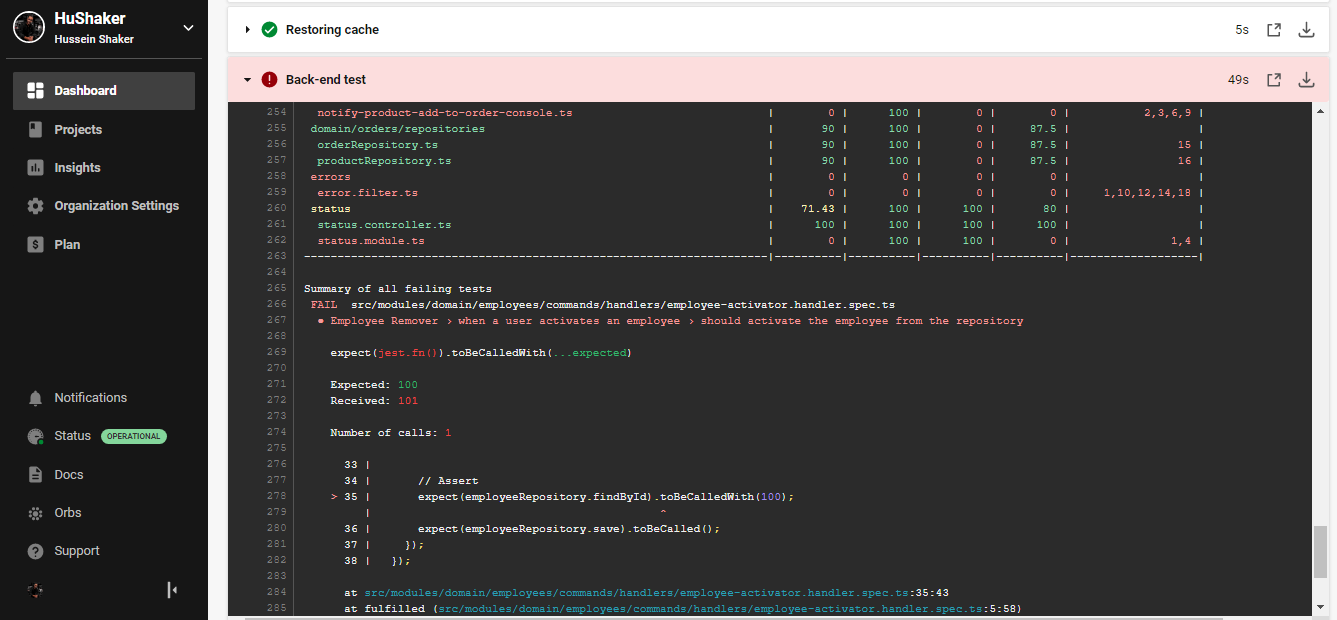 HuShaker
Hussein Shaker
Dashboard
Projects
Insights
Organization Settings
$ Plan
Notifications
Status OPERATIONAL
Docs
Orbs
? Support
Restoring cache 5s
! Back-end test 49s
254 notify-product-add-to-order-console.ts | 0 | 100 | 0 | 0 | 2,3,6,9 |
255 domain/orders/repositories | 90 | 100 | 0 | 87.5 | |
256 orderRepository.ts | 90 | 100 | 0 | 87.5 | 15 |
257 productRepository.ts | 90 | 100 | 0 | 87.5 | 16 |
258 errors | 0 | 0 | 0 | 0 | |
259 error.filter.ts | 0 | 0 | 0 | 0 | 1,10,12,14,18 |
260 status | 71.43 | 100 | 100 | 80 | |
261 status.controller.ts | 100 | 100 | 100 | 100 | |
262 status.module.ts | 0 | 100 | 100 | 0 | 1,4 |
263 ---------------------------------------------------------------------|----------|----------|----------|----------|-------------------|
264
265 Summary of all failing tests
266 FAIL src/modules/domain/employees/commands/handlers/employee-activator.handler.spec.ts
267 ● Employee Remover › when a user activates an employee › should activate the employee from the repository
268
269 expect(jest.fn()).toBeCalledWith(...expected)
270
271 Expected: 100
272 Received: 101
273
274 Number of calls: 1
275
276 33 |
277 34 | // Assert
278 > 35 | expect(employeeRepository.findById).toBeCalledWith(100);
279 | ^
280 36 | expect(employeeRepository.save).toBeCalled();
281 37 | });
282 38 | });
283
284 at src/modules/domain/employees/commands/handlers/employee-activator.handler.spec.ts:35:43
285 at fulfilled (src/modules/domain/employees/commands/handlers/employee-activator.handler.spec.ts:5:58)